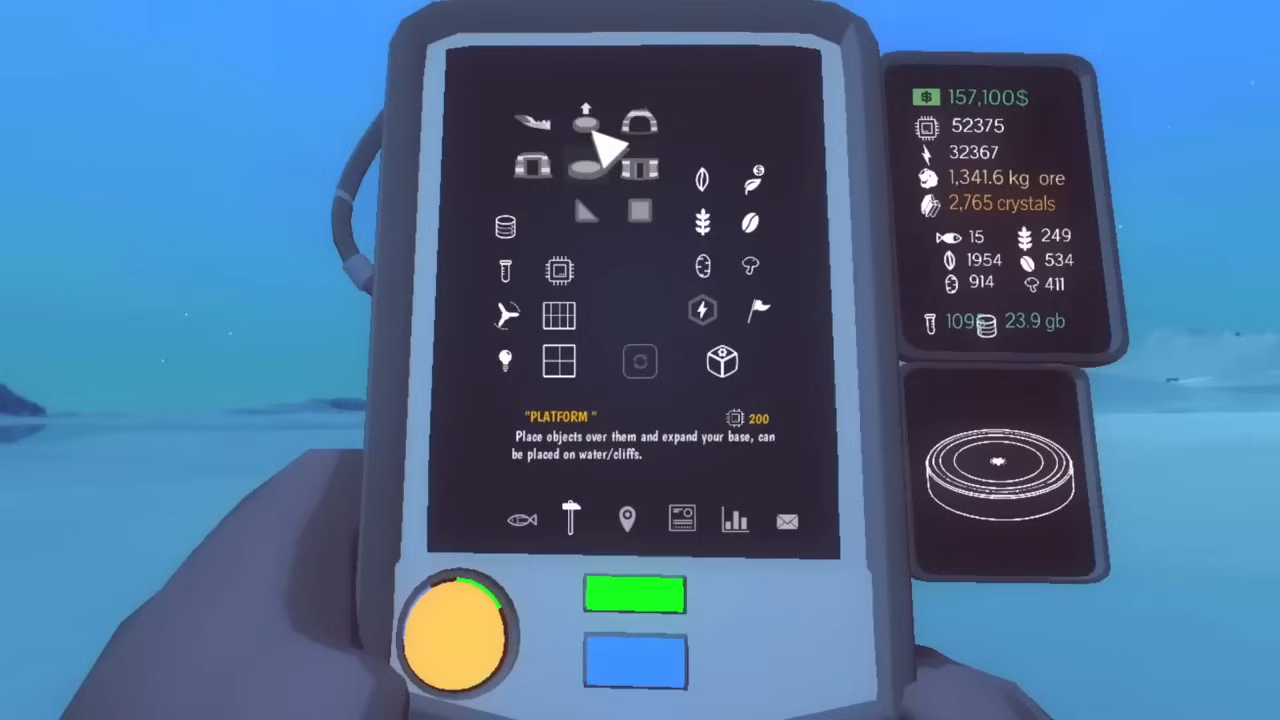 157,100$
52375
32367
1,341.6 kg ore
2,765 crystals
15 249
1954 534
914 411
109 23.9 gb
"PLATFORM " 200
Place objects over them and expand your base, can
be placed on water/cliffs.